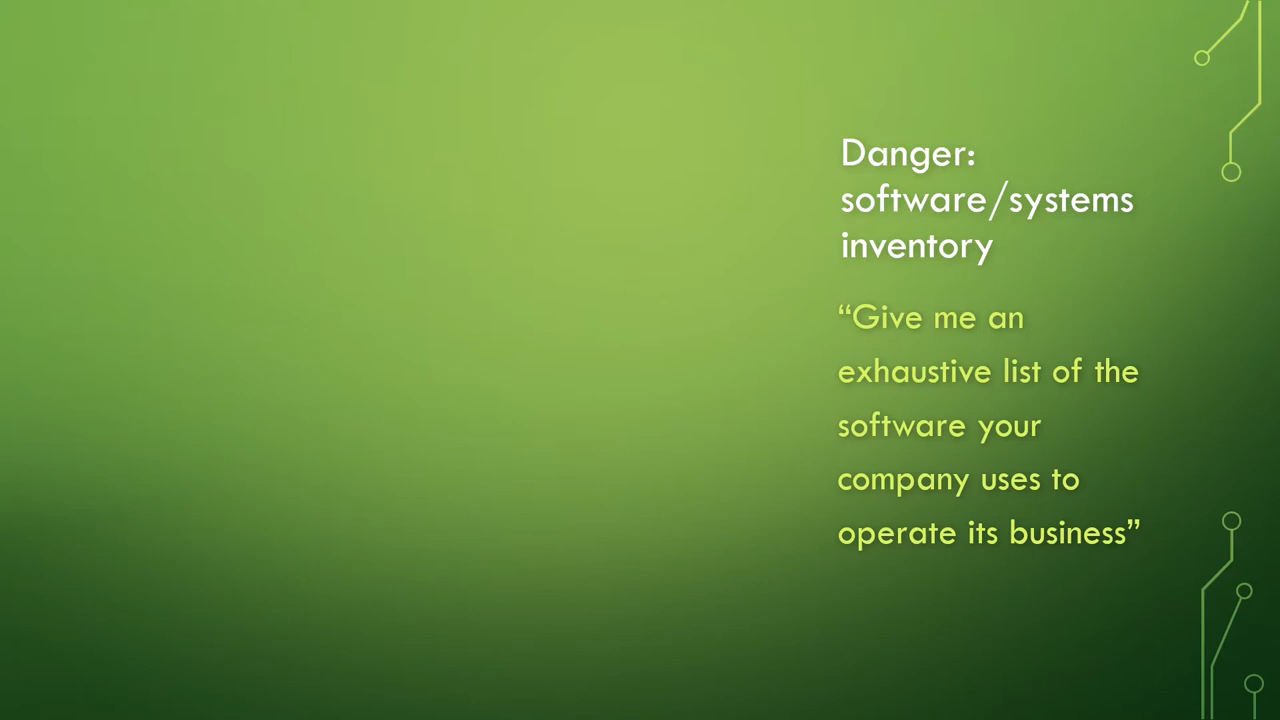 Danger:
software/systems
inventory
“Give me an
exhaustive list of the
software your
company uses to
operate its business”